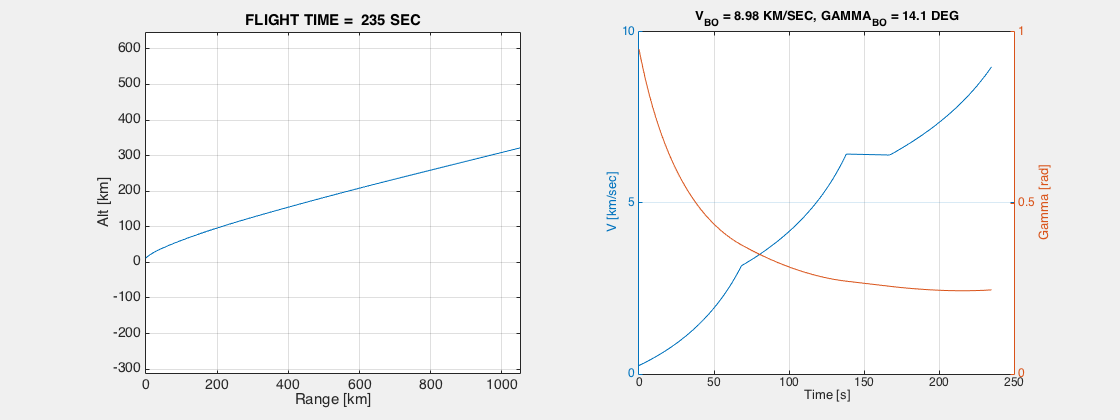 FLIGHT TIME = 235 SEC
600
500
400
300
200
100
0
-100
-200
-300
Alt [km]
0 200 400 600 800 1000
Range [km]
V_BO = 8.98 KM/SEC, GAMMA_BO = 14.1 DEG
10
5
0
V [km/sec]
1
0.5
0
Gamma [rad]
0 50 100 150 200 250
Time [s]